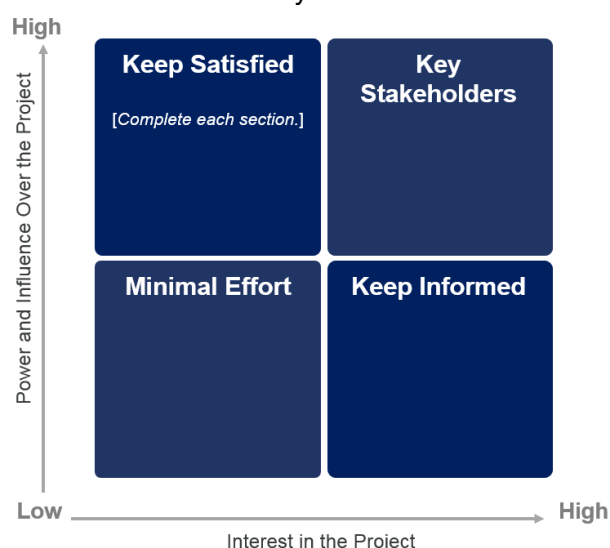 High
Power and Influence Over the Project
Keep Satisfied
[Complete each section.]
Key
Stakeholders
Minimal Effort
Keep Informed
Low
High
Interest in the Project